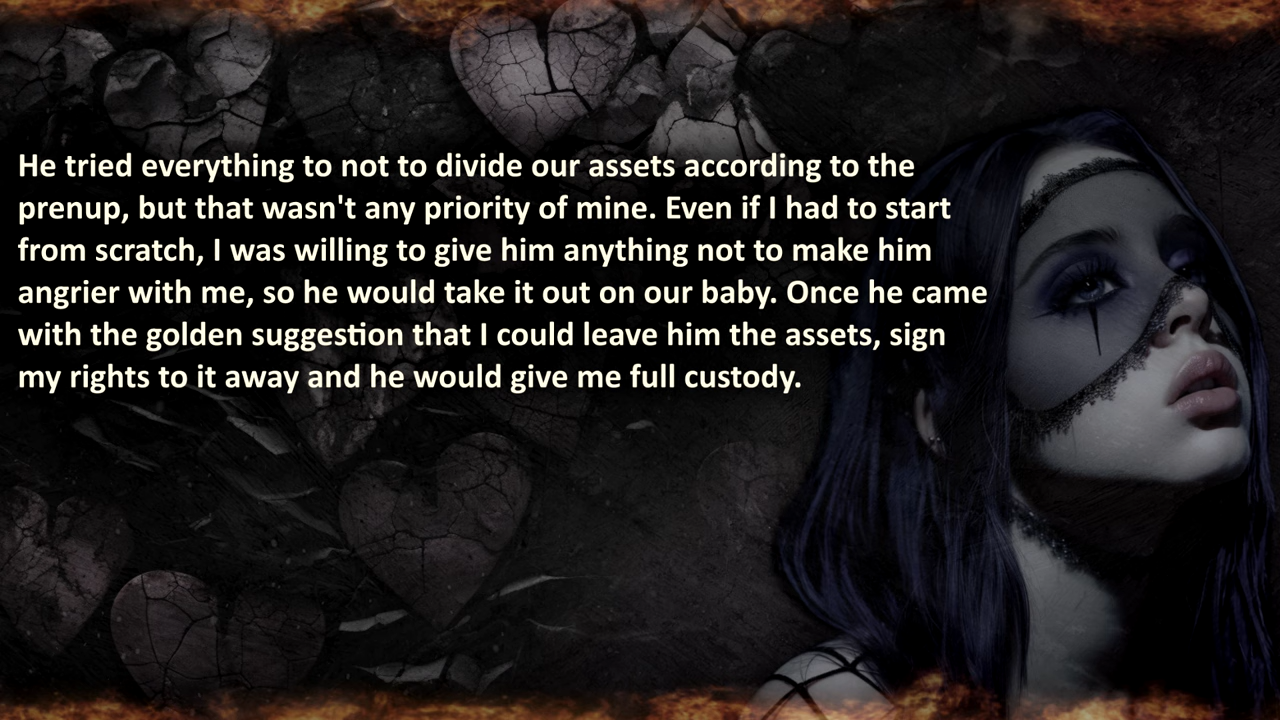 He tried everything to not to divide our assets according to the
prenup, but that wasn't any priority of mine. Even if I had to start
from scratch, I was willing to give him anything not to make him
angrier with me, so he would take it out on our baby. Once he came
with the golden suggestion that I could leave him the assets, sign
my rights to it away and he would give me full custody.